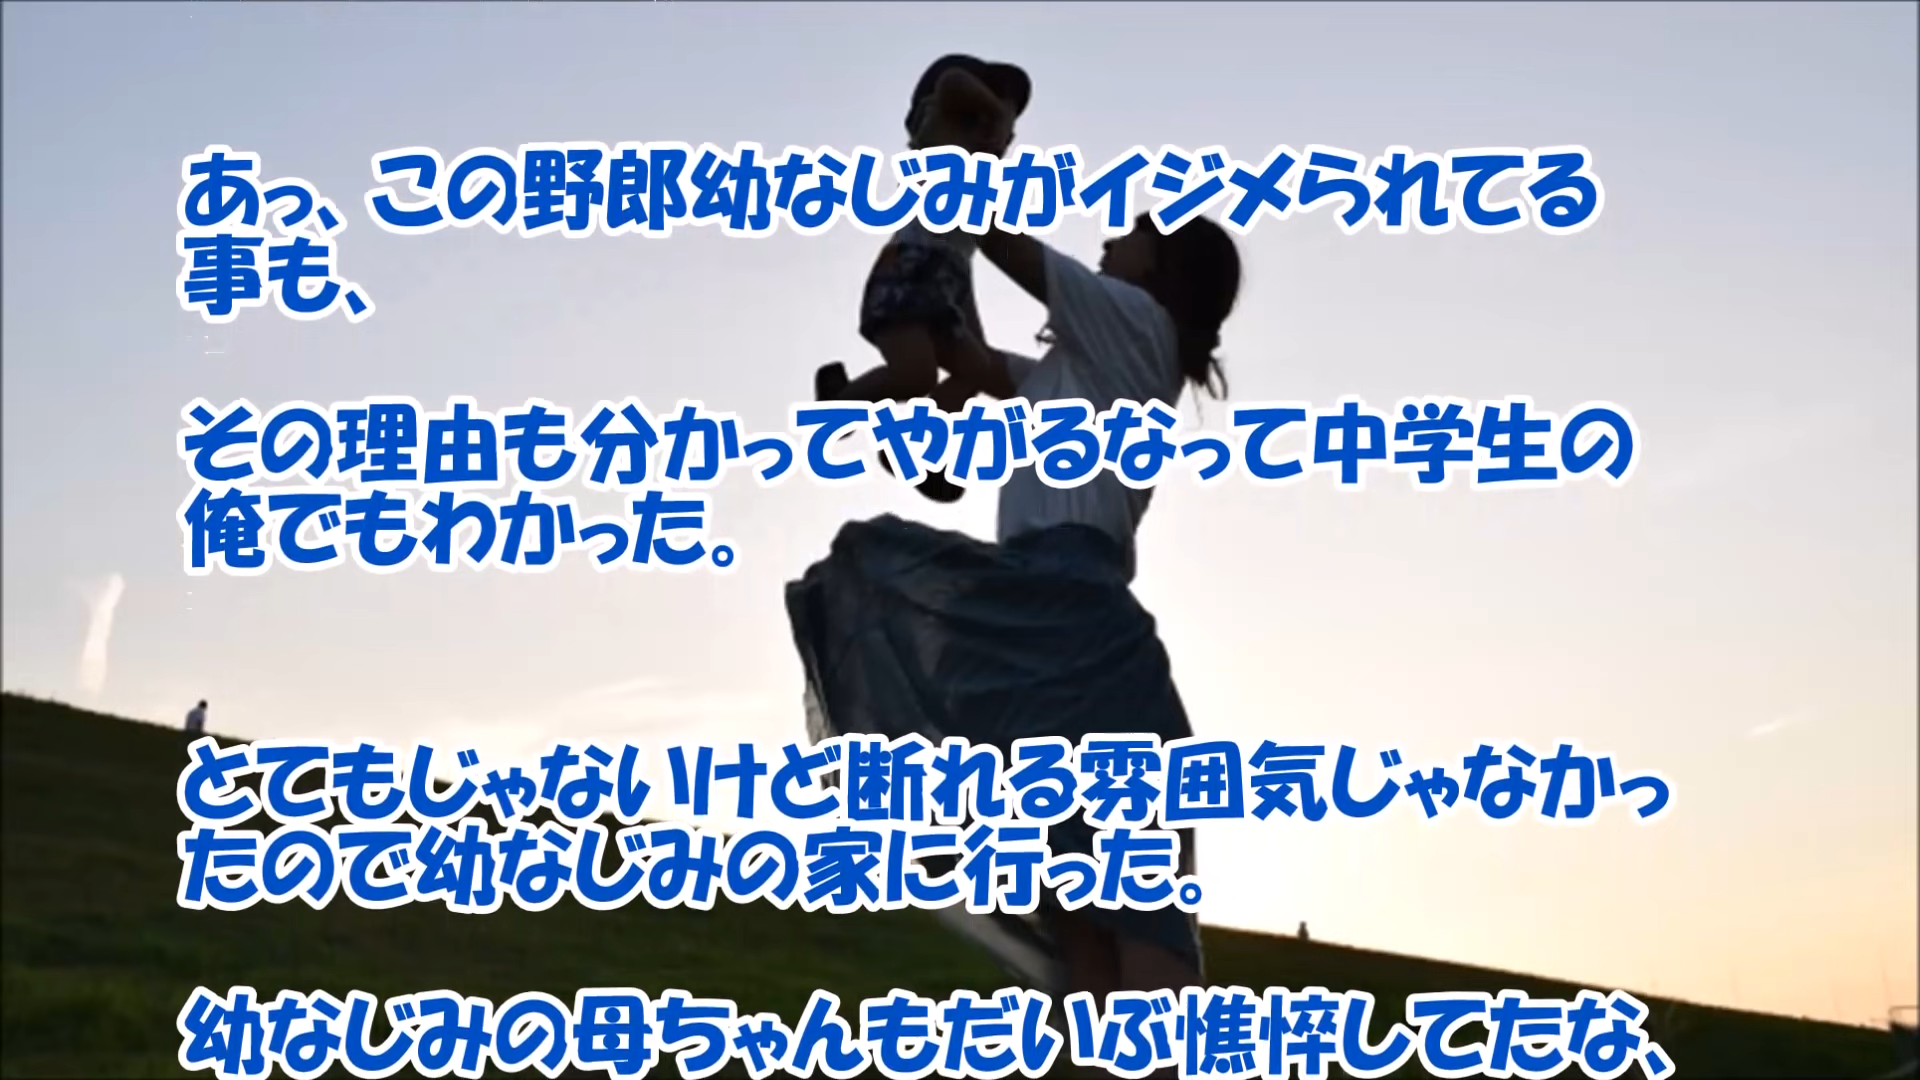 あっ、この野郎幼なじみがイジメられてる
事も、
その理由も分かってやがるなって中学生の
俺でもわかった。
とてもじゃないけど断れる雰囲気じゃなかっ
たので幼なじみの家に行った。
幼なじみの母ちゃんもだいぶ憔悴してたな、